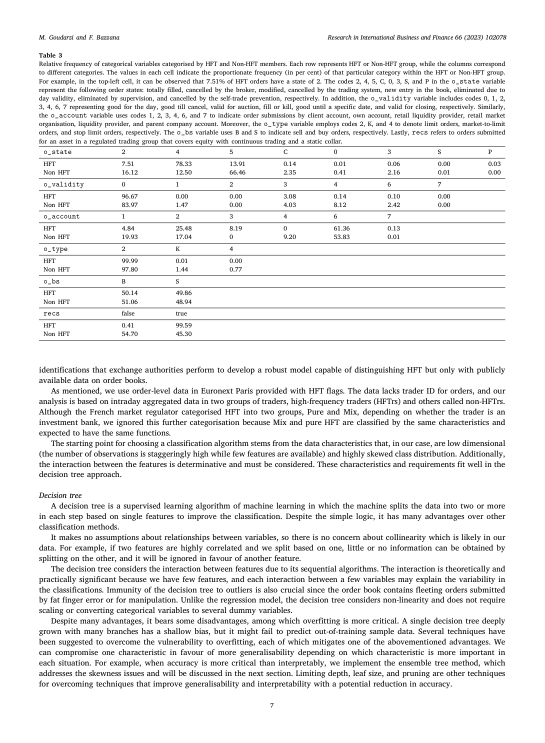 M. Goudarzi and F. Bazzana
Research in International Business and Finance 66 (2023) 102078
Table 3
Relative frequency of categorical variables categorised by HFT and Non-HFT members. Each row represents HFT or Non-HFT, while the columns correspond
to different categories. The values in each cell indicate the proportionate frequency (in per cent) of that particular category within the HFT or Non-HFT group.
For example, in the top-left cell, it can be observed that 7.51% of HFT orders have a state of 2. The codes 2, 4, 5, C, 0, 3, S, and P in the o_state variable
represent the following order states: totally filled, cancelled by the broker, modified, cancelled by the trading system, new entry in the book, eliminated due to
day validity, eliminated by supervision, and cancelled by the self-trade prevention, respectively. In addition, the o_validity variable includes codes 0, 1, 2,
3, 4, 6, 7 representing good for the day, good till cancel, valid for auction, fill or kill, good until a specific date, and valid for closing, respectively. Similarly,
the o_account variable uses codes 1, 2, 3, 4, 6, and 7 to indicate order submissions by client account, own account, retail liquidity provider, retail market
organisation, liquidity provider, and parent company account. Moreover, the o_type variable employs codes 2, K, and 4 to denote limit orders, market-to-limit
orders, and stop limit orders, respectively. The o_bs variable uses B and S to indicate sell and buy orders, respectively. Lastly, recs refers to orders submitted
for an asset in a regulated trading group that covers equity with continuous trading and a static collar.
o_state 2 4 5 C 0 3 S P
HFT 7.51 78.33 13.91 0.14 0.01 0.06 0.00 0.03
Non HFT 16.12 12.50 66.46 2.35 0.41 2.16 0.01 0.00
o_validity 0 1 2 3 4 6 7
HFT 96.67 0.00 0.00 3.08 0.14 0.10 0.00
Non HFT 83.97 1.47 0.00 4.03 8.12 2.42 0.00
o_account 1 2 3 4 6 7
HFT 4.84 25.48 8.19 0 61.36 0.13
Non HFT 19.93 17.04 0 9.20 53.83 0.01
o_type 2 K 4
HFT 99.99 0.01 0.00
Non HFT 97.80 1.44 0.77
o_bs B S
HFT 50.14 49.86
Non HFT 51.06 48.94
recs false true
HFT 0.41 99.59
Non HFT 54.70 45.30
identifications that exchange authorities perform to develop a robust model capable of distinguishing HFT but only with publicly
available data on order books.
As mentioned, we use order-level data in Euronext Paris provided with HFT flags. The data lacks trader ID for orders, and our
analysis is based on intraday aggregated data in two groups of traders, high-frequency traders (HFTrs) and others called non-HFTrs.
Although the French market regulator categorised HFT into two groups, Pure and Mix, depending on whether the trader is an
investment bank, we ignored this further categorisation because Mix and pure HFT are classified by the same characteristics and
expected to have the same functions.
The starting point for choosing a classification algorithm stems from the data characteristics that, in our case, are low dimensional
(the number of observations is staggeringly high while few features are available) and highly skewed class distribution. Additionally,
the interaction between the features is determinative and must be considered. These characteristics and requirements fit well in the
decision tree approach.
Decision tree
A decision tree is a supervised learning algorithm of machine learning in which the machine splits the data into two or more
in each step based on single features to improve the classification. Despite the simple logic, it has many advantages over other
classification methods.
It makes no assumptions about relationships between variables, so there is no concern about collinearity which is likely in our
data. For example, if two features are highly correlated and we split based on one, little or no information can be obtained by
splitting on the other, and it will be ignored in favour of another feature.
The decision tree considers the interaction between features due to its sequential algorithms. The interaction is theoretically and
practically significant because we have few features, and each interaction between a few variables may explain the variability in
the classifications. Immunity of the decision tree to outliers is also crucial since the order book contains fleeting orders submitted
by fat finger error or for manipulation. Unlike the regression model, the decision tree considers non-linearity and does not require
scaling or converting categorical variables to several dummy variables.
Despite many advantages, it bears some disadvantages, among which overfitting is more critical. A single decision tree deeply
grown with many branches has a shallow bias, but it might fail to predict out-of-training sample data. Several techniques have
been suggested to overcome the vulnerability to overfitting, each of which mitigates one of the abovementioned advantages. We
can compromise one characteristic in favour of more generalisability depending on which characteristic is more important in
each situation. For example, when accuracy is more critical than interpretably, we implement the ensemble tree method, which
addresses the skewness issues and will be discussed in the next section. Limiting depth, leaf size, and pruning are other techniques
for overcoming techniques that improve generalisability and interpretability with a potential reduction in accuracy.
7